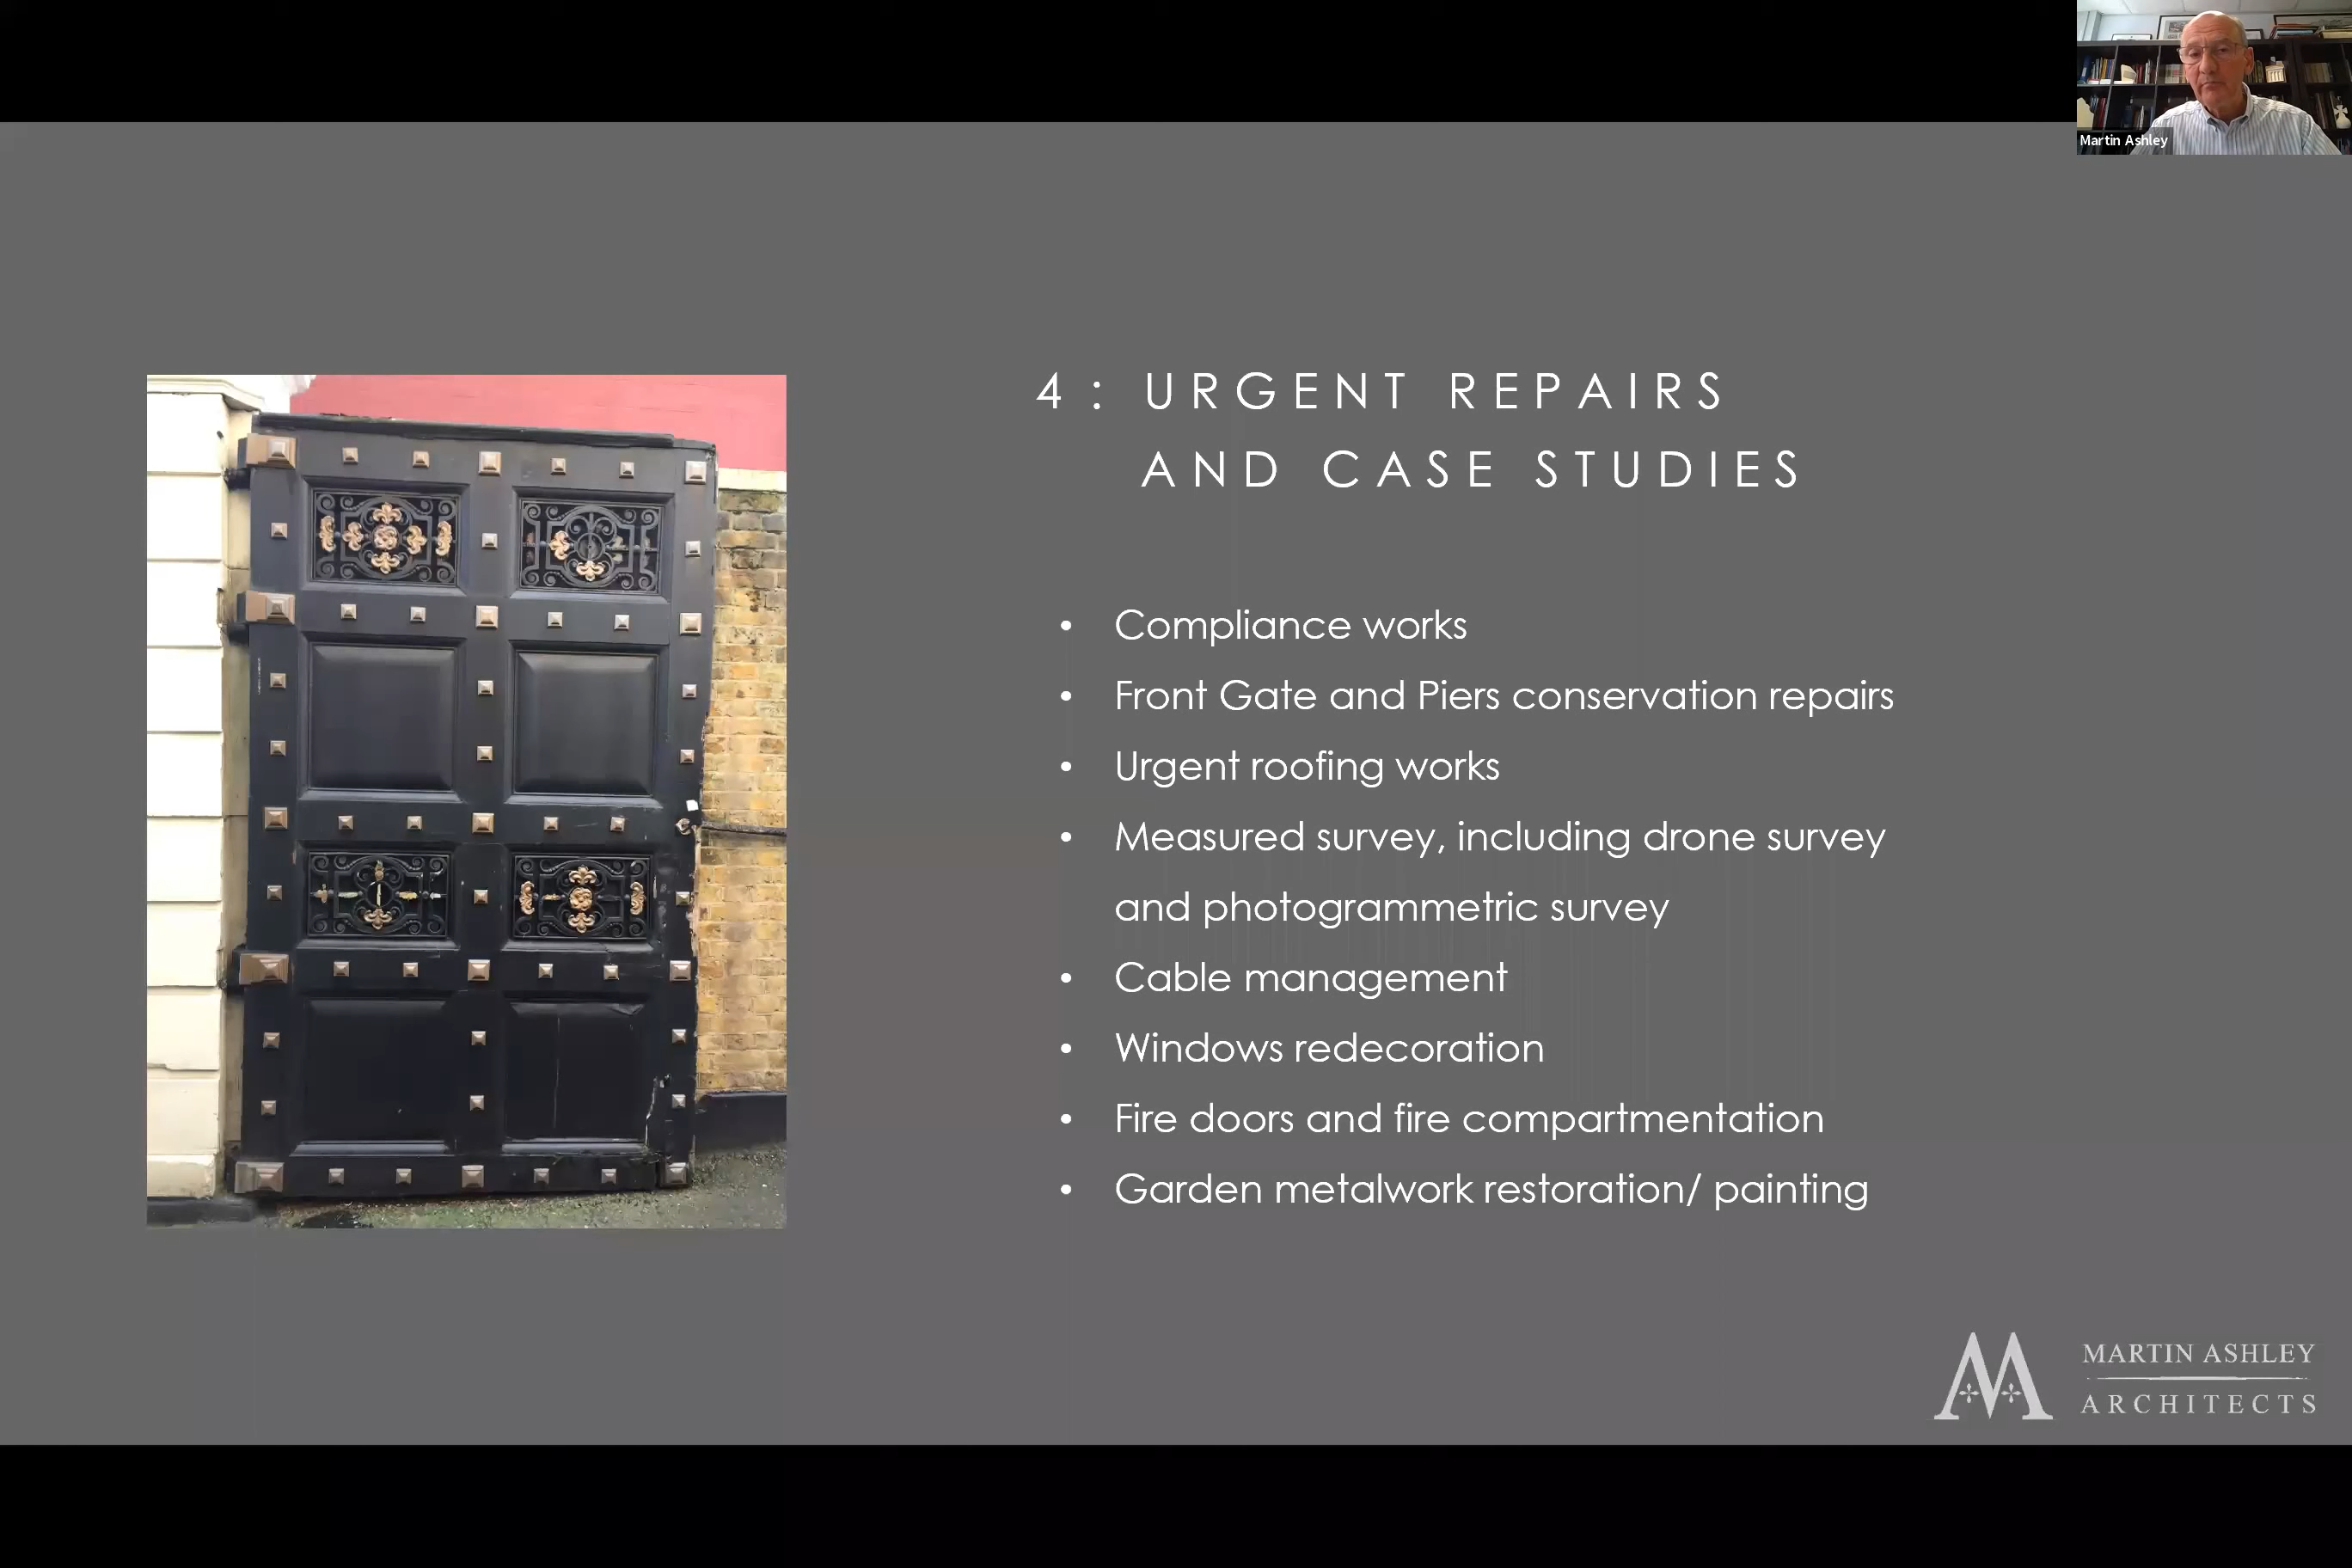 Martin Ashley
4 : URGENT REPAIRS
AND CASE STUDIES
• Compliance works
• Front Gate and Piers conservation repairs
• Urgent roofing works
• Measured survey, including drone survey
and photogrammetric survey
• Cable management
• Windows redecoration
• Fire doors and fire compartmentation
• Garden metalwork restoration/ painting
MARTIN ASHLEY
ARCHITECTS